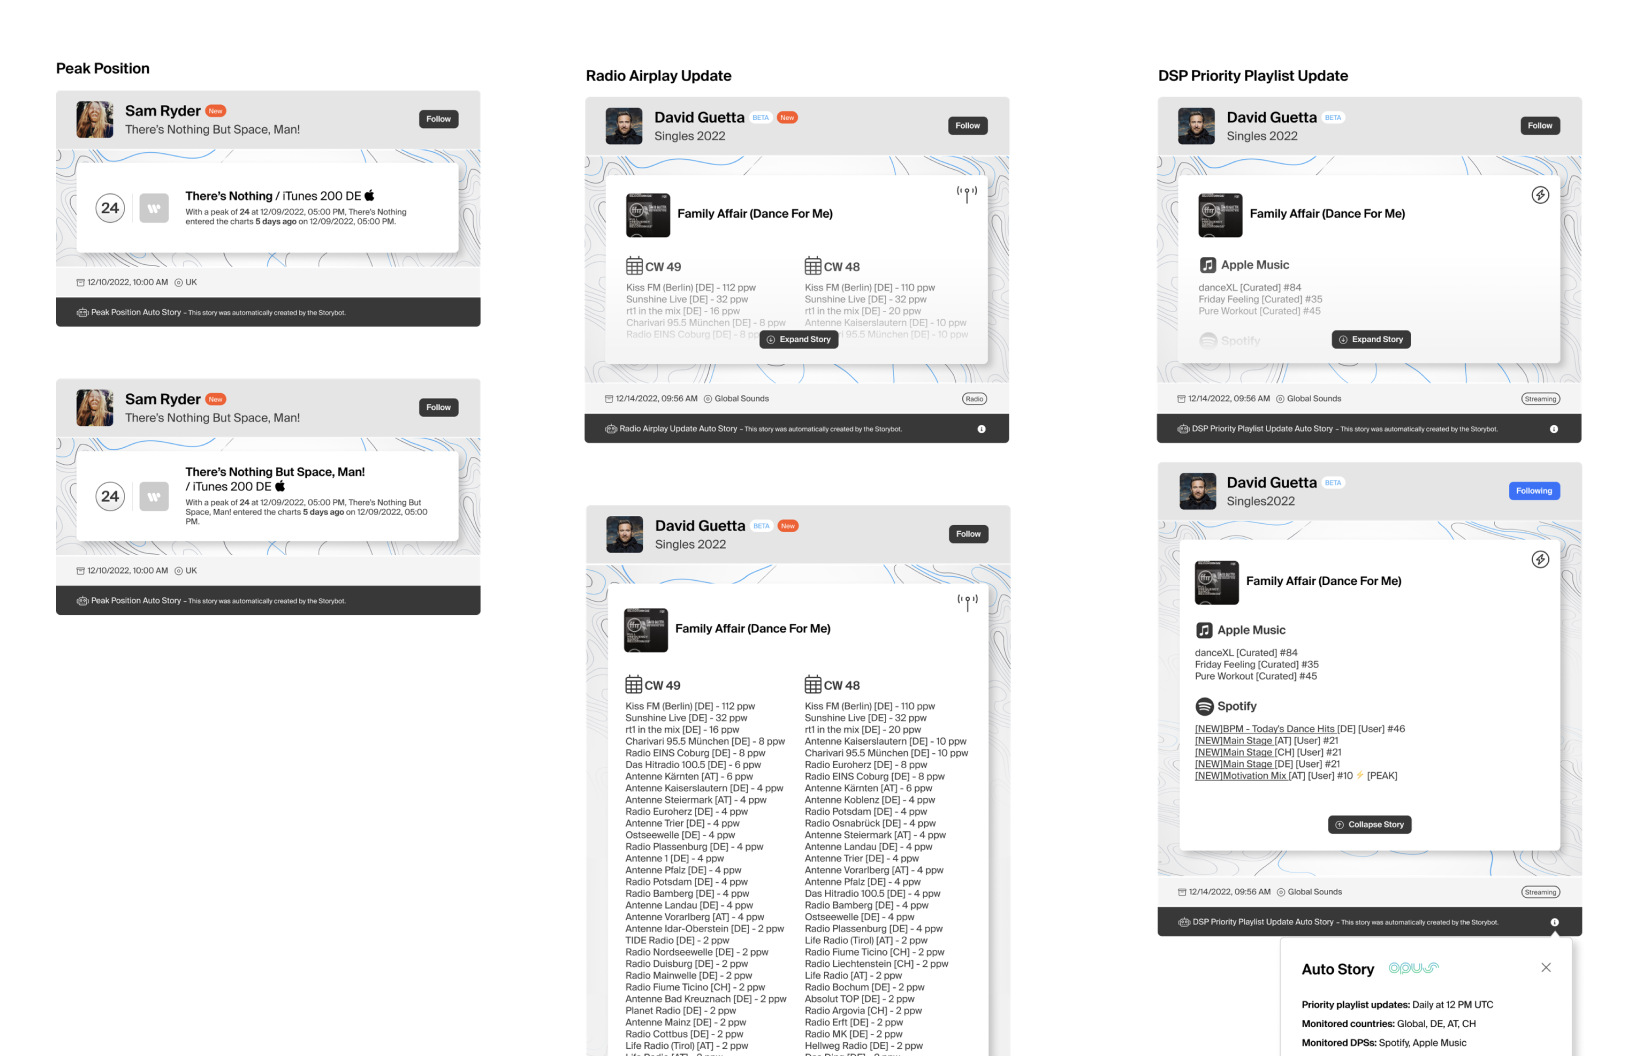 Peak Position
Sam Ryder New
There's Nothing But Space, Man!
Follow
24
There's Nothing / iTunes 200 DE
With a peak of 24 at 12/09/2022, 05:00 PM, There's Nothing
entered the charts 5 days ago on 12/09/2022, 05:00 PM.
12/10/2022, 10:00 AM UK
Peak Position Auto Story - This story was automatically created by the Storybot.
Sam Ryder New
There's Nothing But Space, Man!
Follow
24
There's Nothing But Space, Man!
/ iTunes 200 DE
With a peak of 24 at 12/09/2022, 05:00 PM, There's Nothing But
Space, Man! entered the charts 5 days ago on 12/09/2022, 05:00
PM.
12/10/2022, 10:00 AM UK
Peak Position Auto Story - This story was automatically created by the Storybot.
Radio Airplay Update
David Guetta BETA New
Singles 2022
Follow
Family Affair (Dance For Me)
CW 49
Kiss FM (Berlin) [DE] - 112 ppw
Sunshine Live [DE] - 32 ppw
rt1 in the mix [DE] - 16 ppw
Charivari 95.5 München [DE] - 8 ppw
Radio EINS Coburg [DE] - 8 pp
CW 48
Kiss FM (Berlin) [DE] - 110 ppw
Sunshine Live [DE] - 32 ppw
rt1 in the mix [DE] - 20 ppw
Antenne Kaiserslautern [DE] - 10 ppw
ri 95.5 München [DE] - 10 ppw
Expand Story
12/14/2022, 09:56 AM Global Sounds
Radio
Radio Airplay Update Auto Story - This story was automatically created by the Storybot.
David Guetta BETA New
Singles 2022
Follow
Family Affair (Dance For Me)
CW 49
Kiss FM (Berlin) [DE] - 112 ppw
Sunshine Live [DE] - 32 ppw
rt1 in the mix [DE] - 16 ppw
Charivari 95.5 München [DE] - 8 ppw
Radio EINS Coburg [DE] - 8 ppw
Das Hitradio 100.5 [DE] - 6 ppw
Antenne Kärnten [AT] - 6 ppw
Antenne Kaiserslautern [DE] - 4 ppw
Antenne Steiermark [AT] - 4 ppw
Radio Euroherz [DE] - 4 ppw
Antenne Trier [DE] - 4 ppw
Ostseewelle [DE] - 4 ppw
Radio Plassenburg [DE] - 4 ppw
Antenne 1 [DE] - 4 ppw
Antenne Pfalz [DE] - 4 ppw
Radio Potsdam [DE] - 4 ppw
Radio Bamberg [DE] - 4 ppw
Antenne Landau [DE] - 4 ppw
Antenne Vorarlberg [AT] - 4 ppw
Antenne Idar-Oberstein [DE] - 2 ppw
TIDE Radio [DE] - 2 ppw
Radio Nordseewelle [DE] - 2 ppw
Radio Duisburg [DE] - 2 ppw
Radio Mainwelle [DE] - 2 ppw
Radio Fiume Ticino [CH] - 2 ppw
Antenne Bad Kreuznach [DE] - 2 ppw
Planet Radio [DE] - 2 ppw
Antenne Mainz [DE] - 2 ppw
Radio Cottbus [DE] - 2 ppw
Life Radio (Tirol) [AT] - 2 ppw
CW 48
Kiss FM (Berlin) [DE] - 110 ppw
Sunshine Live [DE] - 32 ppw
rt1 in the mix [DE] - 20 ppw
Antenne Kaiserslautern [DE] - 10 ppw
Charivari 95.5 München [DE] - 10 ppw
Radio Euroherz [DE] - 8 ppw
Radio EINS Coburg [DE] - 8 ppw
Antenne Kärnten [AT] - 6 ppw
Antenne Koblenz [DE] - 4 ppw
Radio Potsdam [DE] - 4 ppw
Radio Osnabrück [DE] - 4 ppw
Antenne Steiermark [AT] - 4 ppw
Antenne Landau [DE] - 4 ppw
Antenne Trier [DE] - 4 ppw
Antenne Vorarlberg [AT] - 4 ppw
Antenne Pfalz [DE] - 4 ppw
Das Hitradio 100.5 [DE] - 4 ppw
Radio Bamberg [DE] - 4 ppw
Ostseewelle [DE] - 4 ppw
Radio Plassenburg [DE] - 4 ppw
Life Radio (Tirol) [AT] - 2 ppw
Radio Fiume Ticino [CH] - 2 ppw
Radio Liechtenstein [CH] - 2 ppw
Life Radio [AT] - 2 ppw
Radio Bochum [DE] - 2 ppw
Absolut TOP [DE] - 2 ppw
Radio Argovia [CH] - 2 ppw
Radio Erft [DE] - 2 ppw
Radio MK [DE] - 2 ppw
Hellweg Radio [DE] - 2 ppw
DSP Priority Playlist Update
David Guetta BETA
Singles 2022
Follow
Family Affair (Dance For Me)
Apple Music
danceXL [Curated] #84
Friday Feeling [Curated] #35
Pure Workout [Curated] #45
Spotify
Expand Story
12/14/2022, 09:56 AM Global Sounds
Streaming
DSP Priority Playlist Update Auto Story - This story was automatically created by the Storybot.
David Guetta BETA
Singles2022
Following
Family Affair (Dance For Me)
Apple Music
danceXL [Curated] #84
Friday Feeling [Curated] #35
Pure Workout [Curated] #45
Spotify
[NEW]BPM - Today's Dance Hits [DE] [User] #46
[NEW]Main Stage [AT] [User] #21
[NEW]Main Stage [CH] [User] #21
[NEW]Main Stage [DE] [User] #21
[NEW]Motivation Mix [AT] [User] #10 ⚡ [PEAK]
Collapse Story
12/14/2022, 09:56 AM Global Sounds
Streaming
DSP Priority Playlist Update Auto Story - This story was automatically created by the Storybot.
Auto Story opus
Priority playlist updates: Daily at 12 PM UTC
Monitored countries: Global, DE, AT, CH
Monitored DPSs: Spotify, Apple Music